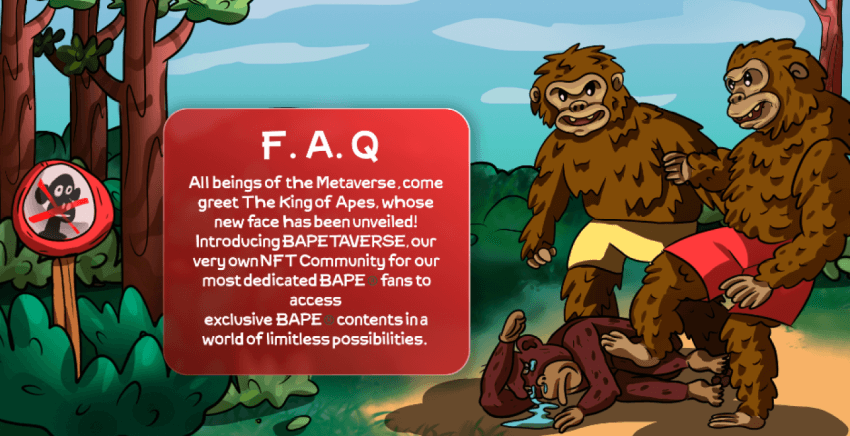 F. A. Q
All beings of the Metaverse, come
greet The King of Apes, whose
new face has been unveiled!
Introducing BAPETAVERSE, our
very own NFT Community for our
most dedicated BAPE® fans to
access
exclusive BAPE® contents in a
world of limitless possibilities.